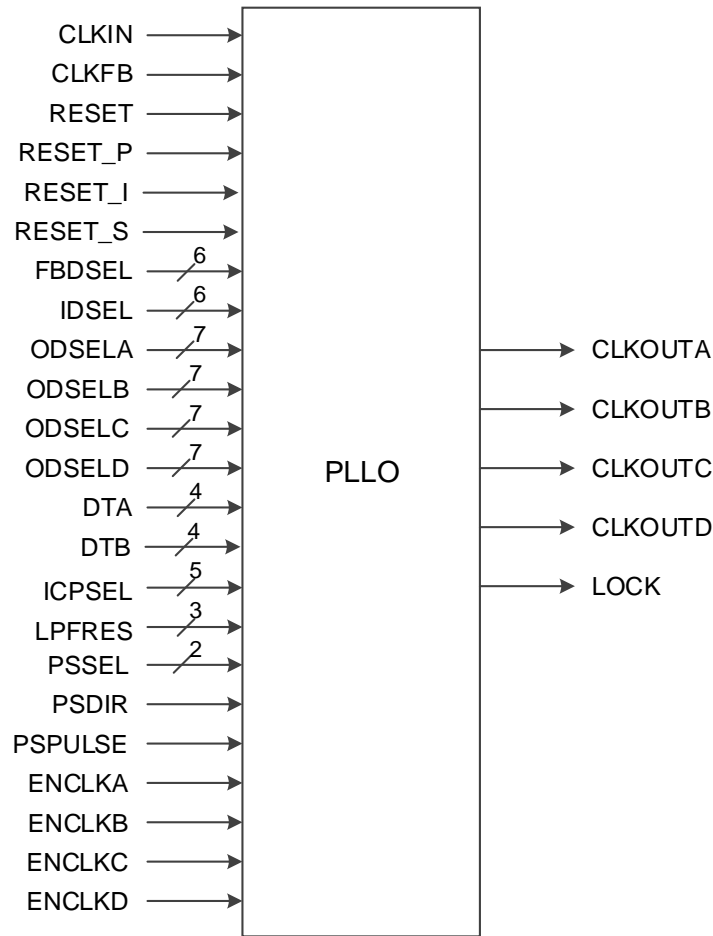 CLKIN
CLKFB
RESET
RESET_P
RESET_I
RESET_S
FBDSEL 6
IDSEL 6
ODSELA 7
ODSELB 7
ODSELC 7
ODSELD 7
DTA 4
DTB 4
ICPSEL 5
LPFRES 3
PSSEL 2
PSDIR
PSPULSE
ENCLKA
ENCLKB
ENCLKC
ENCLKD
PLLO
CLKOUTA
CLKOUTB
CLKOUTC
CLKOUTD
LOCK